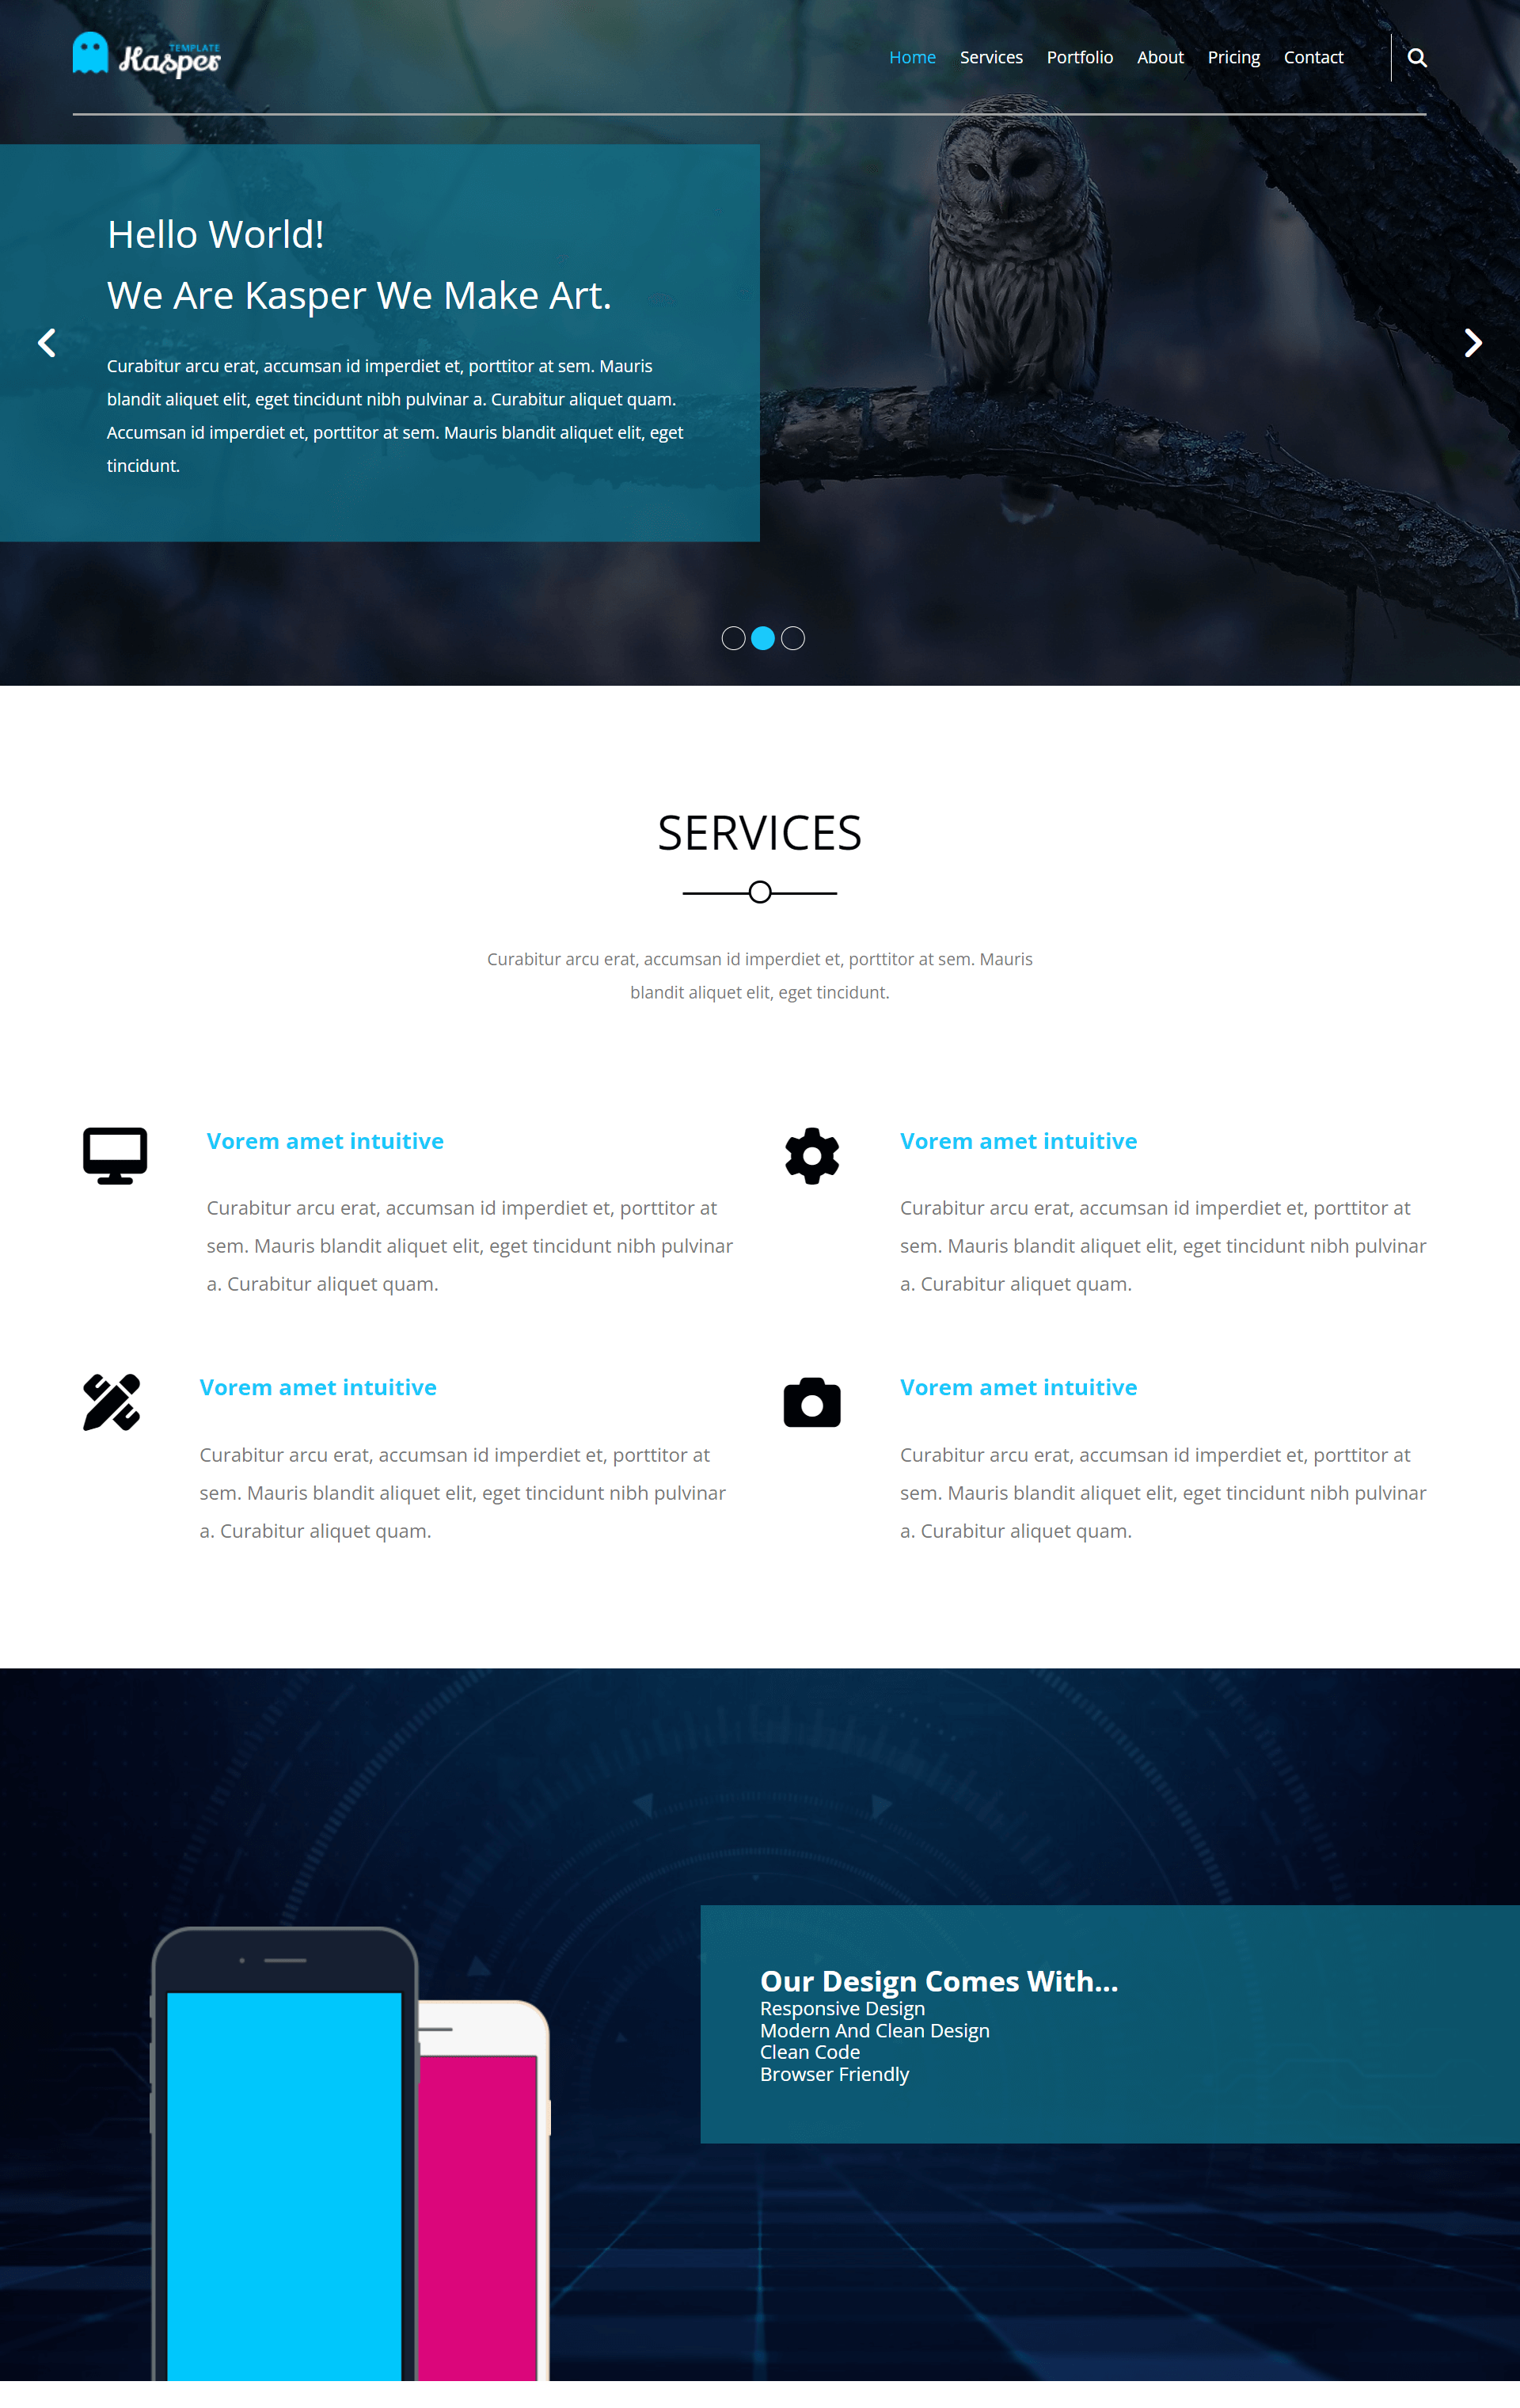 TEMPLATE
Kasper
Home Services Portfolio About Pricing Contact
Hello World!
We Are Kasper We Make Art.
Curabitur arcu erat, accumsan id imperdiet et, porttitor at sem. Mauris
blandit aliquet elit, eget tincidunt nibh pulvinar a. Curabitur aliquet quam.
Accumsan id imperdiet et, porttitor at sem. Mauris blandit aliquet elit, eget
tincidunt.
SERVICES
Curabitur arcu erat, accumsan id imperdiet et, porttitor at sem. Mauris
blandit aliquet elit, eget tincidunt.
Vorem amet intuitive
Curabitur arcu erat, accumsan id imperdiet et, porttitor at
sem. Mauris blandit aliquet elit, eget tincidunt nibh pulvinar
a. Curabitur aliquet quam.
Vorem amet intuitive
Curabitur arcu erat, accumsan id imperdiet et, porttitor at
sem. Mauris blandit aliquet elit, eget tincidunt nibh pulvinar
a. Curabitur aliquet quam.
Vorem amet intuitive
Curabitur arcu erat, accumsan id imperdiet et, porttitor at
sem. Mauris blandit aliquet elit, eget tincidunt nibh pulvinar
a. Curabitur aliquet quam.
Vorem amet intuitive
Curabitur arcu erat, accumsan id imperdiet et, porttitor at
sem. Mauris blandit aliquet elit, eget tincidunt nibh pulvinar
a. Curabitur aliquet quam.
Our Design Comes With...
Responsive Design
Modern And Clean Design
Clean Code
Browser Friendly